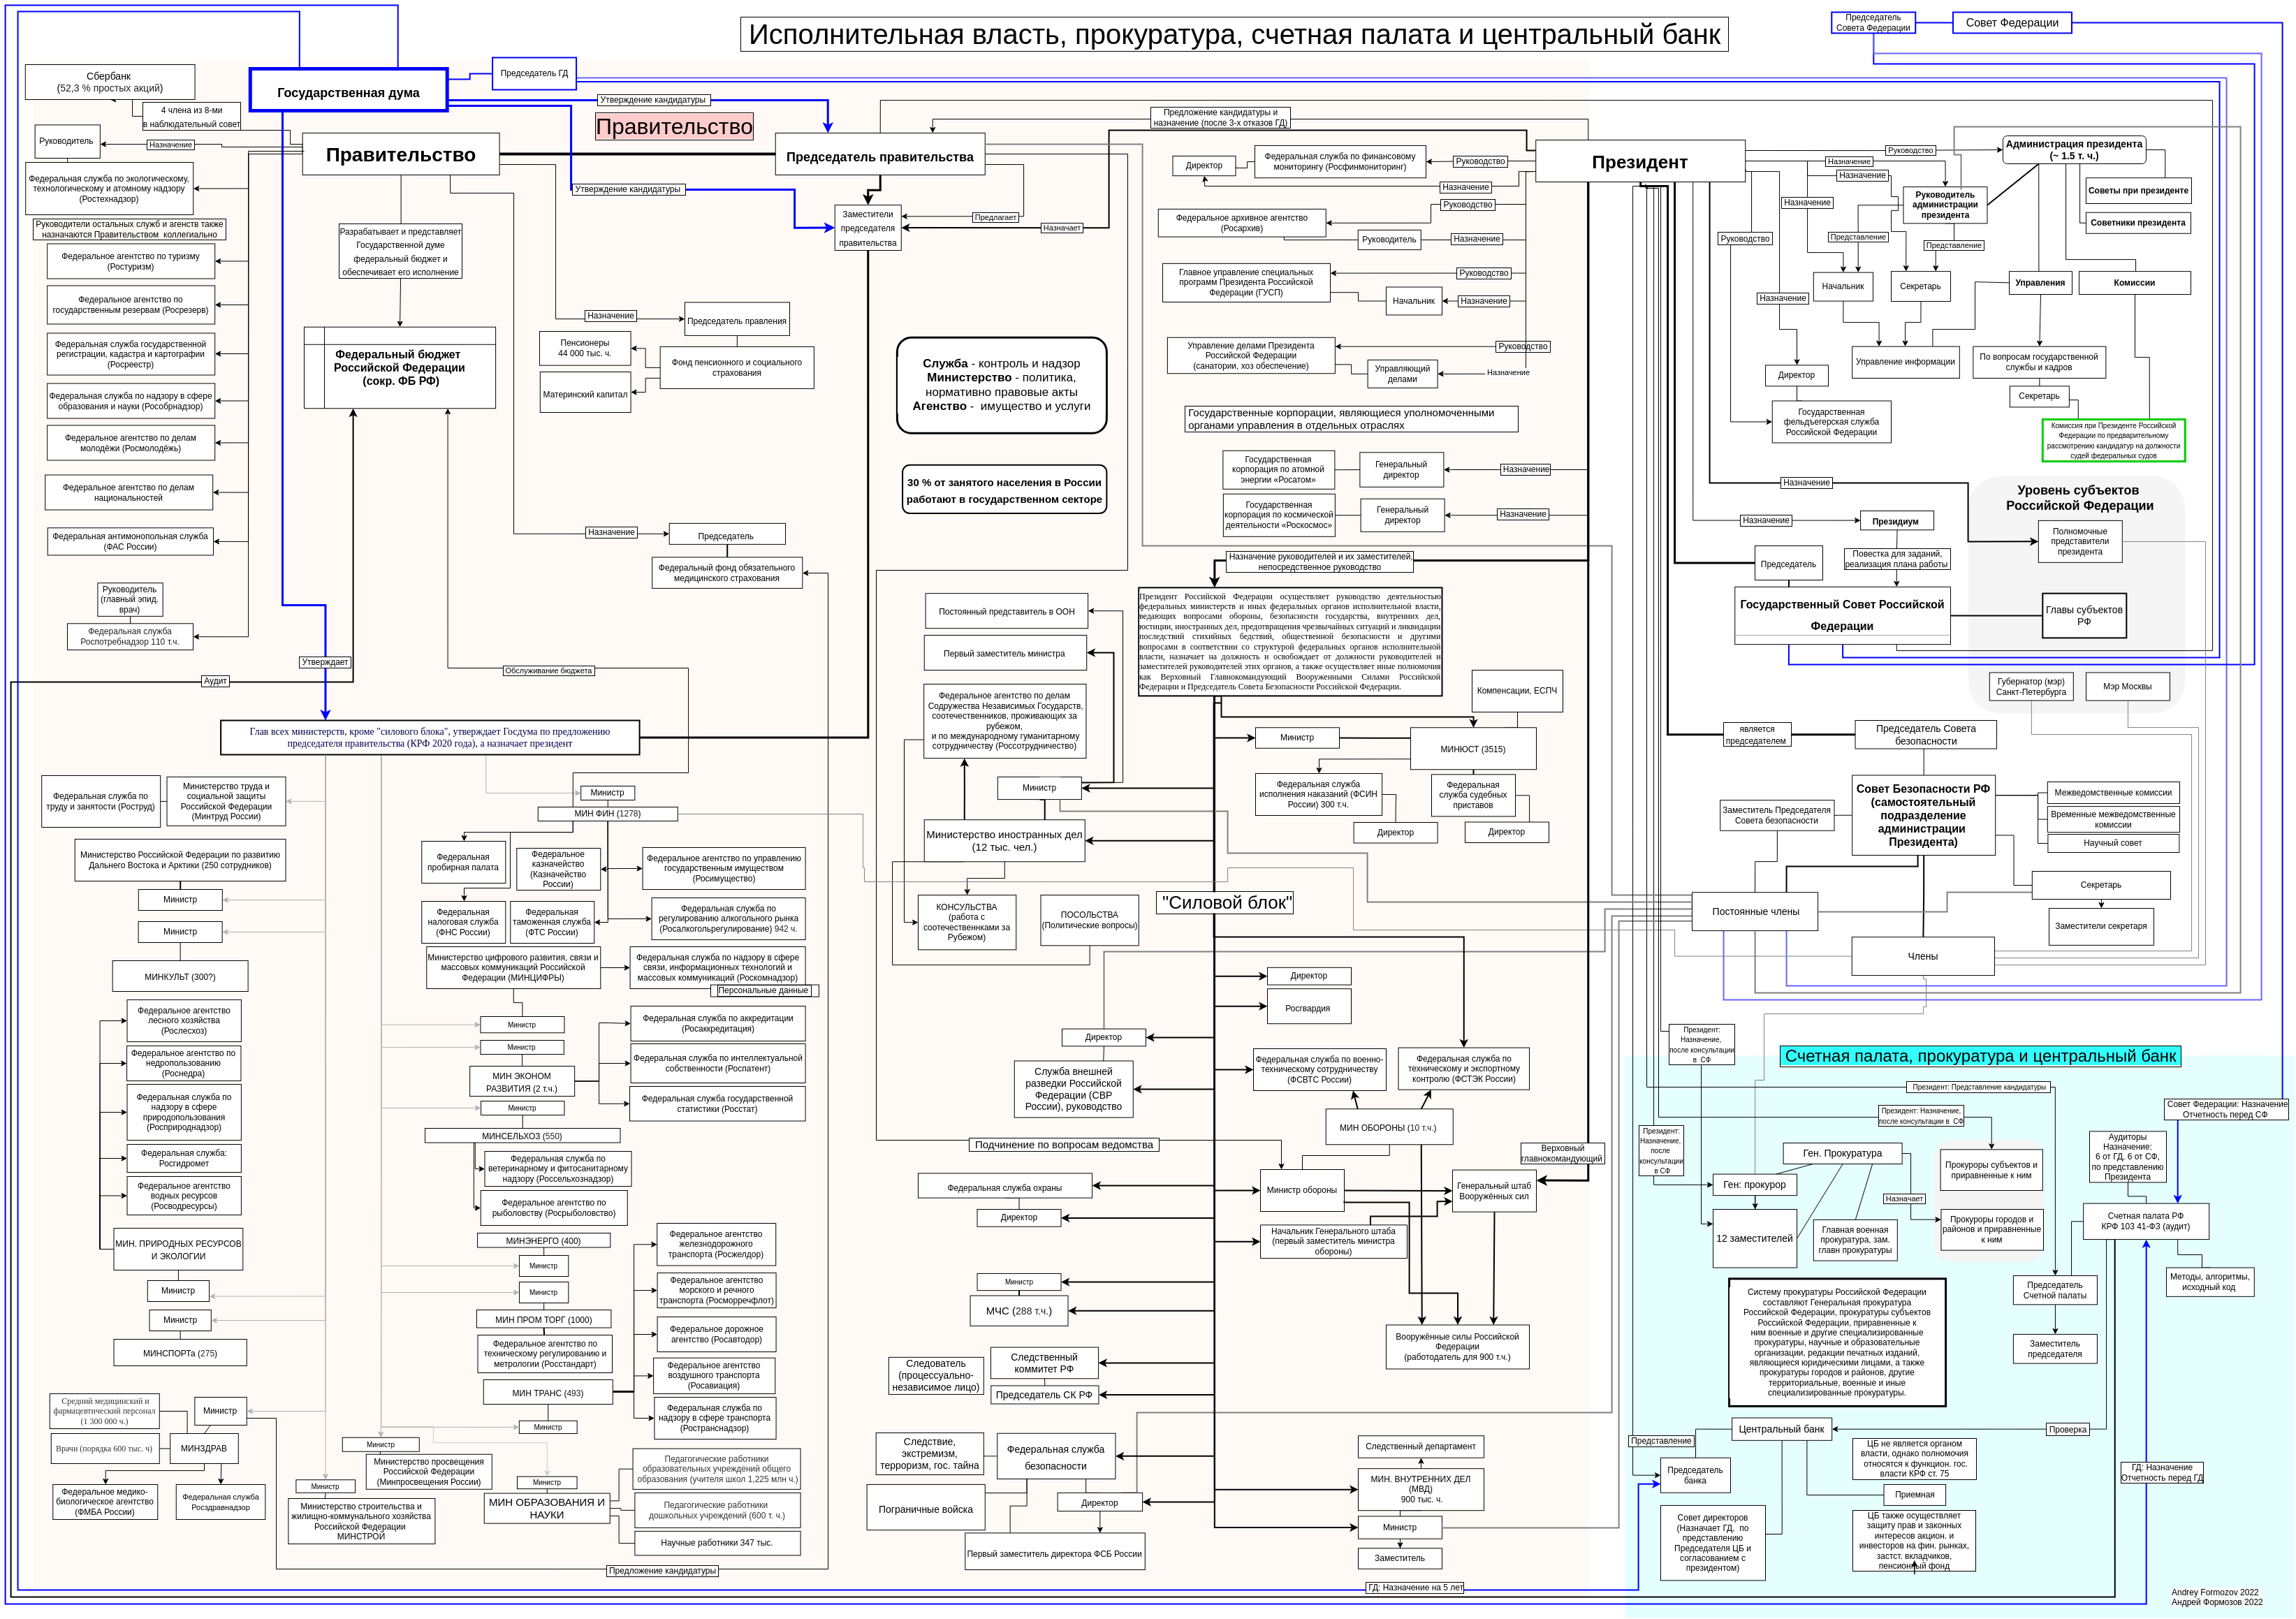 Исполнительная власть, прокуратура, счетная палата и центральный банк
Председатель
Совета Федерации
Совет Федерации
Сбербанк
(52,3 % простых акций)
Государственная дума
Председатель ГД
4 члена из 8-ми
в наблюдательный совет
Утверждение кандидатуры
Правительство
Руководитель
Назначение
Правительство
Председатель правительства
Утверждение кандидатуры
Федеральная служба по экологическому,
технологическому и атомному надзору
(Ростехнадзор)
Руководители остальных служб и агенств также
назначаются Правительством коллегиально
Разрабатывает и представляет
Государственной думе
федеральный бюджет и
обеспечивает его исполнение
Заместители
председателя
правительства
Предлагает
Назначает
Федеральное агентство по туризму
(Ростуризм)
Федеральное агентство по
государственным резервам (Росрезерв)
Федеральная служба государственной
регистрации, кадастра и картографии
(Росреестр)
Федеральная служба по надзору в сфере
образования и науки (Рособрнадзор)
Федеральное агентство по делам
молодёжи (Росмолодёжь)
Федеральное агентство по делам
национальностей
Федеральная антимонопольная служба
(ФАС России)
Руководитель
(главный эпид.
врач)
Федеральная служба
Роспотребнадзор 110 т.ч.
Федеральный бюджет
Российской Федерации
(сокр. ФБ РФ)
Назначение
Председатель правления
Пенсионеры
44 000 тыс. ч.
Фонд пенсионного и социального
страхования
Материнский капитал
Назначение
Председатель
Федеральный фонд обязательного
медицинского страхования
Служба - контроль и надзор
Министерство - политика,
нормативно правовые акты
Агенство - имущество и услуги
30 % от занятого населения в России
работают в государственном секторе
Утверждает
Аудит
Обслуживание бюджета
Глав всех министерств, кроме "силового блока", утверждает Госдума по предложению
председателя правительства (КРФ 2020 года), а назначает президент
Предложение кандидатуры и
назначение (после 3-х отказов ГД)
Президент
Директор
Федеральная служба по финансовому
мониторингу (Росфинмониторинг)
Руководство
Назначение
Руководство
Федеральное архивное агентство
(Росархив)
Руководитель
Назначение
Главное управление специальных
программ Президента Российской
Федерации (ГУСП)
Руководство
Начальник
Назначение
Управление делами Президента
Российской Федерации
(санатории, хоз обеспечение)
Руководство
Управляющий
делами
Назначение
Государственные корпорации, являющиеся уполномоченными
органами управления в отдельных отраслях
Государственная
корпорация по атомной
энергии «Росатом»
Генеральный
директор
Назначение
Государственная
корпорация по космической
деятельности «Роскосмос»
Генеральный
директор
Назначение
Назначение руководителей и их заместителей,
непосредственное руководство
Президент Российской Федерации осуществляет руководство деятельностью
федеральных министерств и иных федеральных органов исполнительной власти,
ведающих вопросами обороны, безопасности государства, внутренних дел,
юстиции, иностранных дел, предотвращения чрезвычайных ситуаций и ликвидации
последствий стихийных бедствий, общественной безопасности и другими
вопросами в соответствии со структурой федеральных органов исполнительной
власти, назначает на должность и освобождает от должности руководителей и
заместителей руководителей этих органов, а также осуществляет иные полномочия
как Верховный Главнокомандующий Вооруженными Силами Российской
Федерации и Председатель Совета Безопасности Российской Федерации.
Руководство
Назначение
Назначение
Администрация президента
(~ 1.5 т. ч.)
Советы при президенте
Советники президента
Руководитель
администрации
президента
Назначение
Руководство
Представление
Представление
Назначение
Начальник
Секретарь
Управления
Комиссии
Управление информации
По вопросам государственной
службы и кадров
Директор
Секретарь
Государственная
фельдъегерская служба
Российской Федерации
Комиссия при Президенте Российской
Федерации по предварительному
рассмотрению кандидатур на должности
судей федеральных судов
Назначение
Уровень субъектов
Российской Федерации
Назначение
Президиум
Полномочные
представители
президента
Председатель
Повестка для заданий,
реализация плана работы
Государственный Совет Российской
Федерации
Главы субъектов
РФ
Губернатор (мэр)
Санкт-Петербурга
Мэр Москвы
является
председателем
Председатель Совета
безопасности
Заместитель Председателя
Совета безопасности
Совет Безопасности РФ
(самостоятельный
подразделение
администрации
Президента)
Межведомственные комиссии
Временные межведомственные
комиссии
Научный совет
Секретарь
Заместители секретаря
Постоянные члены
Члены
Постоянный представитель в ООН
Первый заместитель министра
Федеральное агентство по делам
Содружества Независимых Государств,
соотечественников, проживающих за
рубежом,
и по международному гуманитарному
сотрудничеству (Россотрудничество)
Министр
Министерство иностранных дел
(12 тыс. чел.)
КОНСУЛЬСТВА
(работа с
соотечественнками за
Рубежом)
ПОСОЛЬСТВА
(Политические вопросы)
Компенсации, ЕСПЧ
Министр
МИНЮСТ (3515)
Федеральная служба
исполнения наказаний (ФСИН
России) 300 т.ч.
Федеральная
служба судебных
приставов
Директор
Директор
"Силовой блок"
Директор
Росгвардия
Директор
Служба внешней
разведки Российской
Федерации (СВР
России), руководство
Федеральная служба по военно-
техническому сотрудничеству
(ФСВТС России)
Федеральная служба по
техническому и экспортному
контролю (ФСТЭК России)
МИН ОБОРОНЫ (10 т.ч.)
Подчинение по вопросам ведомства
Верховный
главнокомандующий
Федеральная служба охраны
Директор
Министр обороны
Генеральный штаб
Вооружённых сил
Начальник Генерального штаба
(первый заместитель министра
обороны)
Министр
МЧС (288 т.ч.)
Вооружённые силы Российской
Федерации
(работодатель для 900 т.ч.)
Следователь
(процессуально-
независимое лицо)
Следственный
коммитет РФ
Председатель СК РФ
Следствие,
экстремизм,
терроризм, гос. тайна
Федеральная служба
безопасности
Пограничные войска
Директор
Первый заместитель директора ФСБ России
Следственный департамент
МИН. ВНУТРЕННИХ ДЕЛ
(МВД)
900 тыс. ч.
Министр
Заместитель
Федеральная служба по
труду и занятости (Роструд)
Министерство труда и
социальной защиты
Российской Федерации
(Минтруд России)
Министерство Российской Федерации по развитию
Дальнего Востока и Арктики (250 сотрудников)
Министр
Министр
МИНКУЛЬТ (300?)
Федеральное агентство
лесного хозяйства
(Рослесхоз)
Федеральное агентство по
недропользованию
(Роснедра)
Федеральная служба по
надзору в сфере
природопользования
(Росприроднадзор)
Федеральная служба:
Росгидромет
Федеральное агентство
водных ресурсов
(Росводресурсы)
МИН. ПРИРОДНЫХ РЕСУРСОВ
И ЭКОЛОГИИ
Министр
Министр
МИНСПОРТа (275)
Средний медицинский и
фармацевтический персонал
(1 300 000 ч.)
Министр
Врачи (порядка 600 тыс. ч)
МИНЗДРАВ
Федеральное медико-
биологическое агентство
(ФМБА России)
Федеральная служба
Росздравнадзор
Министр
МИН ФИН (1278)
Федеральная
пробирная палата
Федеральное
казначейство
(Казначейство
России)
Федеральное агентство по управлению
государственным имуществом
(Росимущество)
Федеральная
налоговая служба
(ФНС России)
Федеральная
таможенная служба
(ФТС России)
Федеральная служба по
регулированию алкогольного рынка
(Росалкогольрегулирование) 942 ч.
Министерство цифрового развития, связи и
массовых коммуникаций Российской
Федерации (МИНЦИФРЫ)
Федеральная служба по надзору в сфере
связи, информационных технологий и
массовых коммуникаций (Роскомнадзор)
Персональные данные
Министр
Министр
МИН ЭКОНОМ
РАЗВИТИЯ (2 т.ч.)
Федеральная служба по аккредитации
(Росаккредитация)
Федеральная служба по интеллектуальной
собственности (Роспатент)
Федеральная служба государственной
статистики (Росстат)
Министр
МИНСЕЛЬХОЗ (550)
Федеральная служба по
ветеринарному и фитосанитарному
надзору (Россельхознадзор)
Федеральное агентство по
рыболовству (Росрыболовство)
МИНЭНЕРГО (400)
Министр
Министр
МИН ПРОМ ТОРГ (1000)
Федеральное агентство по
техническому регулированию и
метрологии (Росстандарт)
МИН ТРАНС (493)
Министр
Федеральное агентство
железнодорожного
транспорта (Росжелдор)
Федеральное агентство
морского и речного
транспорта (Росморречфлот)
Федеральное дорожное
агентство (Росавтодор)
Федеральное агентство
воздушного транспорта
(Росавиация)
Федеральная служба по
надзору в сфере транспорта
(Ространснадзор)
Министр
Министерство просвещения
Российской Федерации
(Минпросвещения России)
Министр
Министерство строительства и
жилищно-коммунального хозяйства
Российской Федерации
МИНСТРОЙ
Министр
МИН ОБРАЗОВАНИЯ И
НАУКИ
Педагогические работники
образовательных учреждений общего
образования (учителя школ 1,225 млн ч.)
Педагогические работники
дошкольных учреждений (600 т. ч.)
Научные работники 347 тыс.
Предложение кандидатуры
ГД: Назначение на 5 лет
Президент:
Назначение,
после консультации
в СФ
Счетная палата, прокуратура и центральный банк
Президент: Представление кандидатуры
Президент: Назначение,
после консультации в СФ
Совет Федерации: Назначение
Отчетность перед СФ
Президент:
Назначение,
после
консультации
в СФ
Ген. Прокуратура
Ген: прокурор
Назначает
Прокуроры субъектов и
приравненные к ним
Аудиторы
Назначение:
6 от ГД, 6 от СФ,
по представлению
Президента
12 заместителей
Главная военная
прокуратура, зам.
главн прокуратуры
Прокуроры городов и
районов и приравненные
к ним
Счетная палата РФ
КРФ 103 41-ФЗ (аудит)
Председатель
Счетной палаты
Методы, алгоритмы,
исходный код
Заместитель
председателя
Систему прокуратуры Российской Федерации
составляют Генеральная прокуратура
Российской Федерации, прокуратуры субъектов
Российской Федерации, приравненные к
ним военные и другие специализированные
прокуратуры, научные и образовательные
организации, редакции печатных изданий,
являющиеся юридическими лицами, а также
прокуратуры городов и районов, другие
территориальные, военные и иные
специализированные прокуратуры.
Центральный банк
Проверка
Представление
Председатель
банка
ЦБ не является органом
власти, однако полномочия
относятся к функцион. гос.
власти КРФ ст. 75
ГД: Назначение
Отчетность перед ГД
Приемная
Совет директоров
(Назначает ГД, по
представлению
Председателя ЦБ и
согласованием с
президентом)
ЦБ также осуществляет
защиту прав и законных
интересов акцион. и
инвесторов на фин. рынках,
застст. вкладчиков,
пенсионный фонд
Andrey Formozov 2022
Андрей Формозов 2022